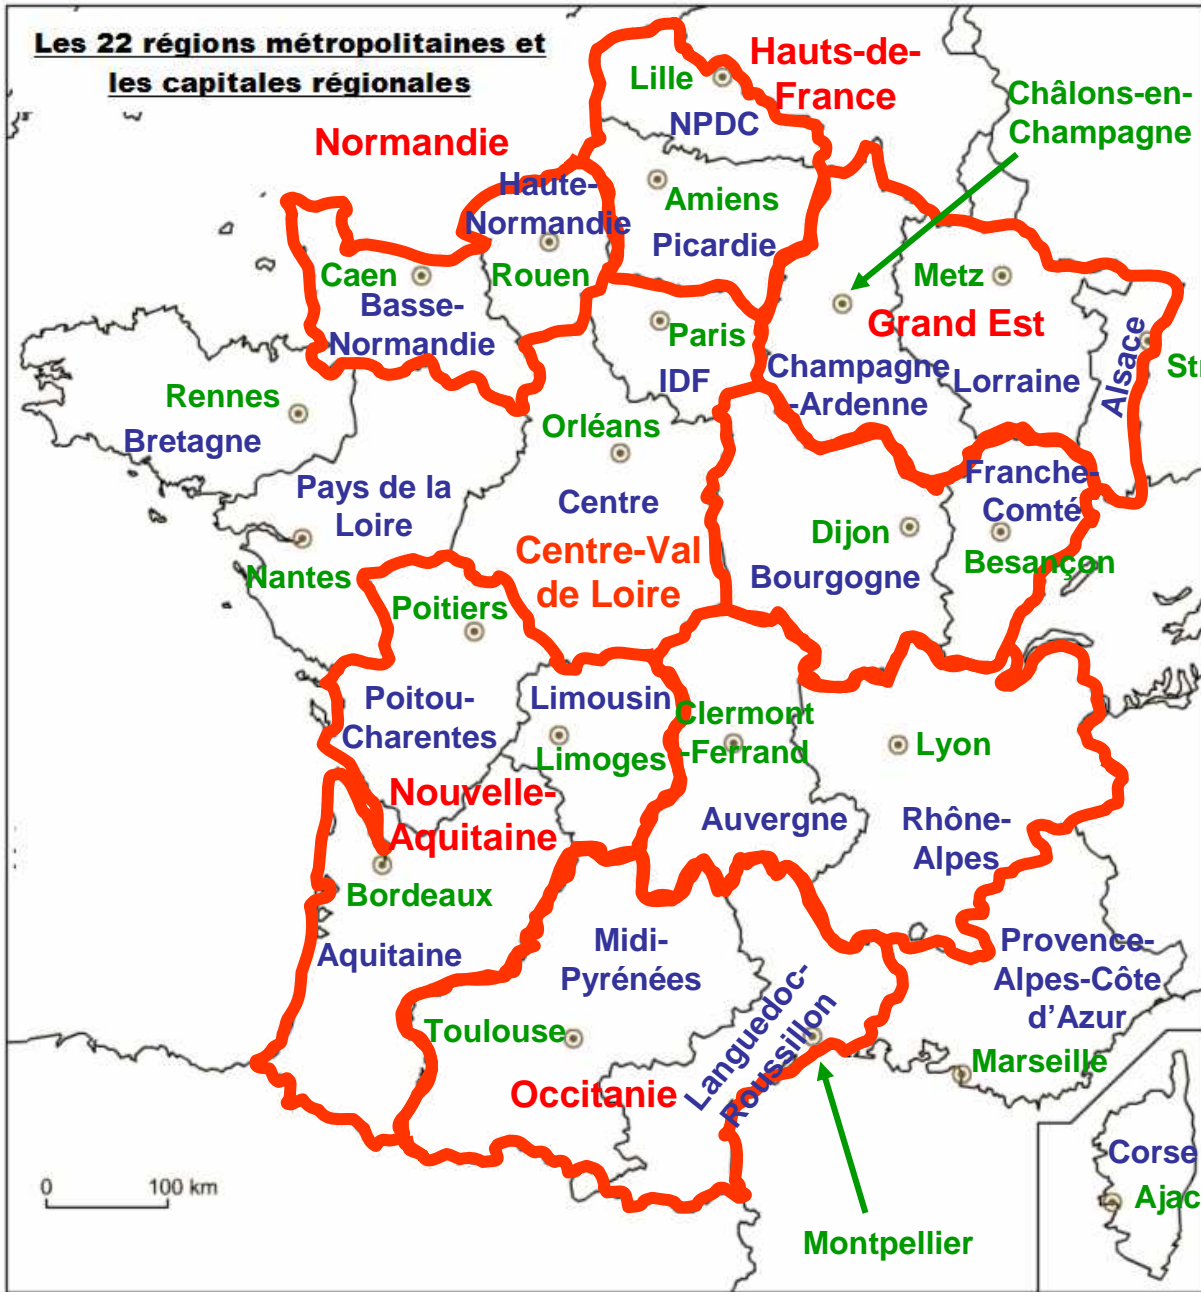 Les 22 régions métropolitaines et
les capitales régionales
Hauts-de-
France
Lille
NPDC
Châlons-en-
Champagne
Normandie
Haute-
Normandie
Amiens
Picardie
Caen
Rouen
Basse-
Normandie
Metz
Grand Est
Paris
IDF
Champagne
-Ardenne
Lorraine
Alsace
Str
Rennes
Bretagne
Orléans
Pays de la
Loire
Centre
Franche-
Comté
Dijon
Besançon
Centre-Val
de Loire
Bourgogne
Nantes
Poitiers
Poitou-
Charentes
Limousin
Limoges
Clermont
-Ferrand
Lyon
Nouvelle-
Aquitaine
Auvergne
Rhône-
Alpes
Bordeaux
Aquitaine
Midi-
Pyrénées
Provence-
Alpes-Côte
d'Azur
Toulouse
Languedoc-
Roussillon
Marseille
Occitanie
Corse
Ajac
0 100 km
Montpellier